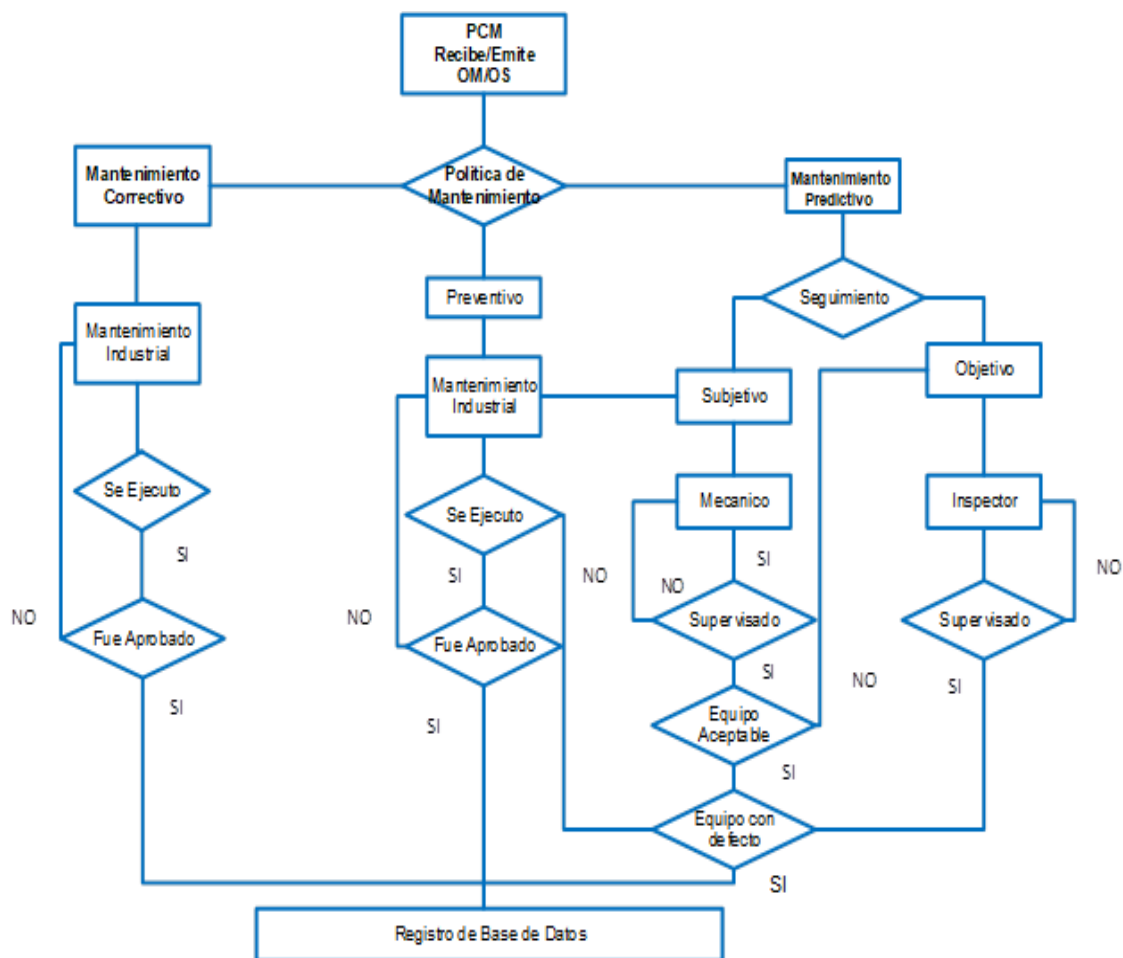 PCM
Recibe/Emite
OM/OS
Mantenimiento
Correctivo
Politica de
Mantenimiento
Mantenimiento
Predictivo
Preventivo
Seguimiento
Mantenimiento
Industrial
Mantenimiento
Industrial
Subjetivo
Objetivo
Se Ejecuto
Se Ejecuto
Mecanico
Inspector
SI
SI
NO
SI
NO
NO
NO
NO
Fue Aprobado
Fue Aprobado
Supervisado
Supervisado
SI
SI
SI
NO
SI
Equipo
Aceptable
SI
Equipo con
defecto
SI
Registro de Base de Datos